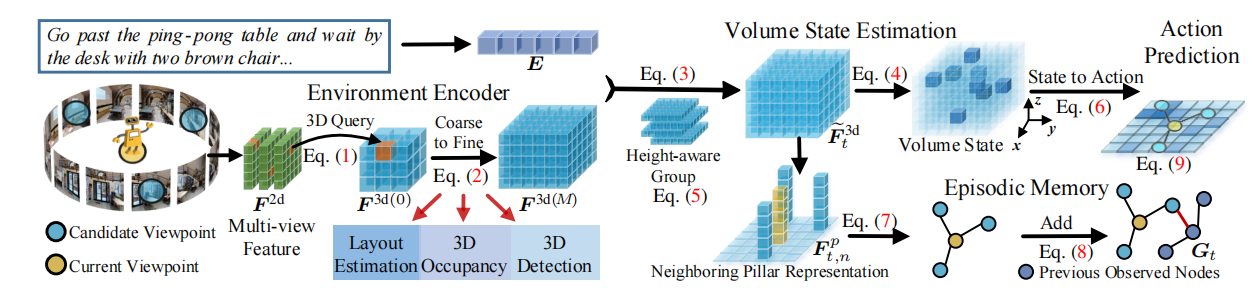 Go past the ping-pong table and wait by
the desk with two brown chair...
E
Environment Encoder
3D Query
Eq. (1)
Coarse
to Fine
Eq. (2)
F^2d
Multi-view
Feature
F^3d(0)
F^3d(M)
Candidate Viewpoint
Current Viewpoint
Layout
Estimation
3D
Occupancy
3D
Detection
Volume State Estimation
Eq. (3)
Height-aware
Group
Eq. (5)
F̃_t^3d
Eq. (4)
Volume State
z
y
x
State to Action
Eq. (6)
Action
Prediction
Eq. (9)
Neighboring Pillar Representation
F_{t,n}^p
Eq. (7)
Episodic Memory
Add
Eq. (8)
G_t
Previous Observed Nodes